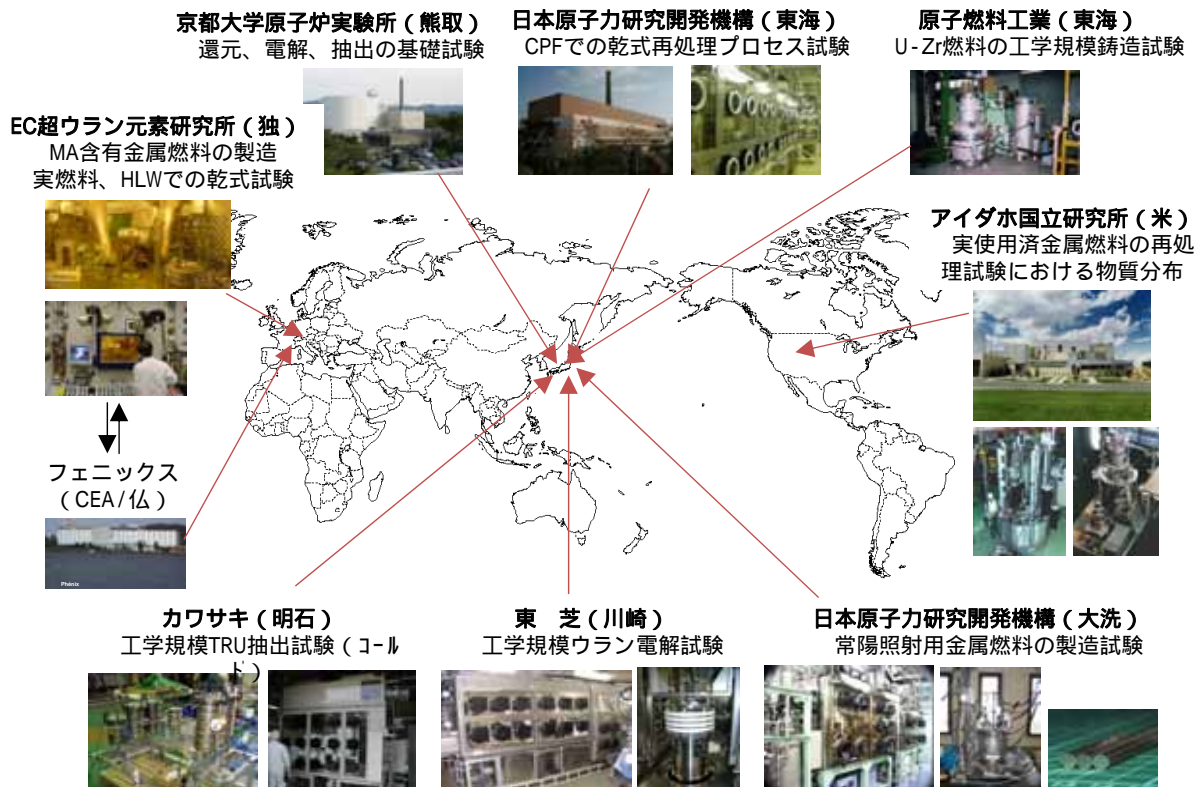 京都大学原子炉実験所（熊取）
還元、電解、抽出の基礎試験
日本原子力研究開発機構（東海）
CPFでの乾式再処理プロセス試験
原子燃料工業（東海）
U-Zr燃料の工学規模鋳造試験
EC超ウラン元素研究所（独）
MA含有金属燃料の製造
実燃料、HLWでの乾式試験
アイダホ国立研究所（米）
実使用済金属燃料の再処
理試験における物質分布
フェニックス
（CEA/仏）
Phénix
カワサキ（明石）
工学規模TRU抽出試験（コール
ド）
東　芝（川崎）
工学規模ウラン電解試験
日本原子力研究開発機構（大洗）
常陽照射用金属燃料の製造試験